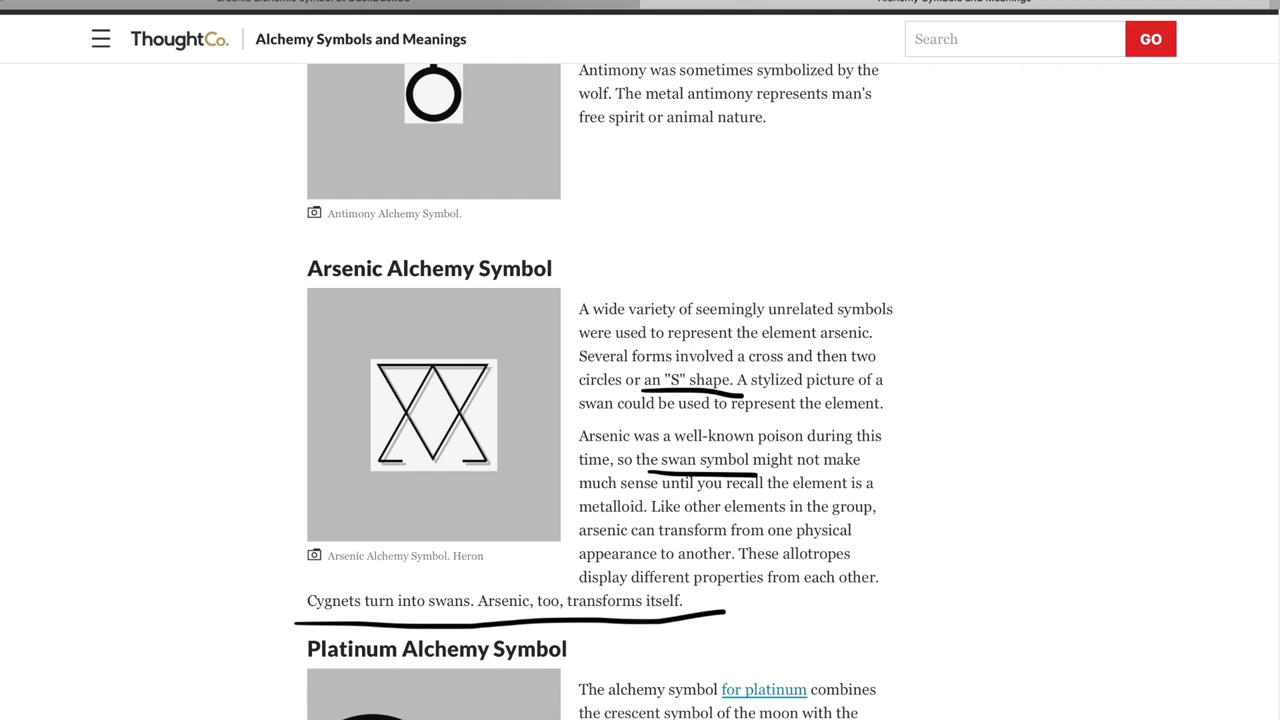 Alchemy Symbols and Meanings
ThoughtCo.
Alchemy Symbols and Meanings
Search
GO
Antimony was sometimes symbolized by the
wolf. The metal antimony represents man's
free spirit or animal nature.
Antimony Alchemy Symbol.
Arsenic Alchemy Symbol
A wide variety of seemingly unrelated symbols
were used to represent the element arsenic.
Several forms involved a cross and then two
circles or an "S" shape. A stylized picture of a
swan could be used to represent the element.
Arsenic was a well-known poison during this
time, so the swan symbol might not make
much sense until you recall the element is a
metalloid. Like other elements in the group,
arsenic can transform from one physical
appearance to another. These allotropes
display different properties from each other.
Arsenic Alchemy Symbol. Heron
Cygnets turn into swans. Arsenic, too, transforms itself.
Platinum Alchemy Symbol
The alchemy symbol for platinum combines
the crescent symbol of the moon with the